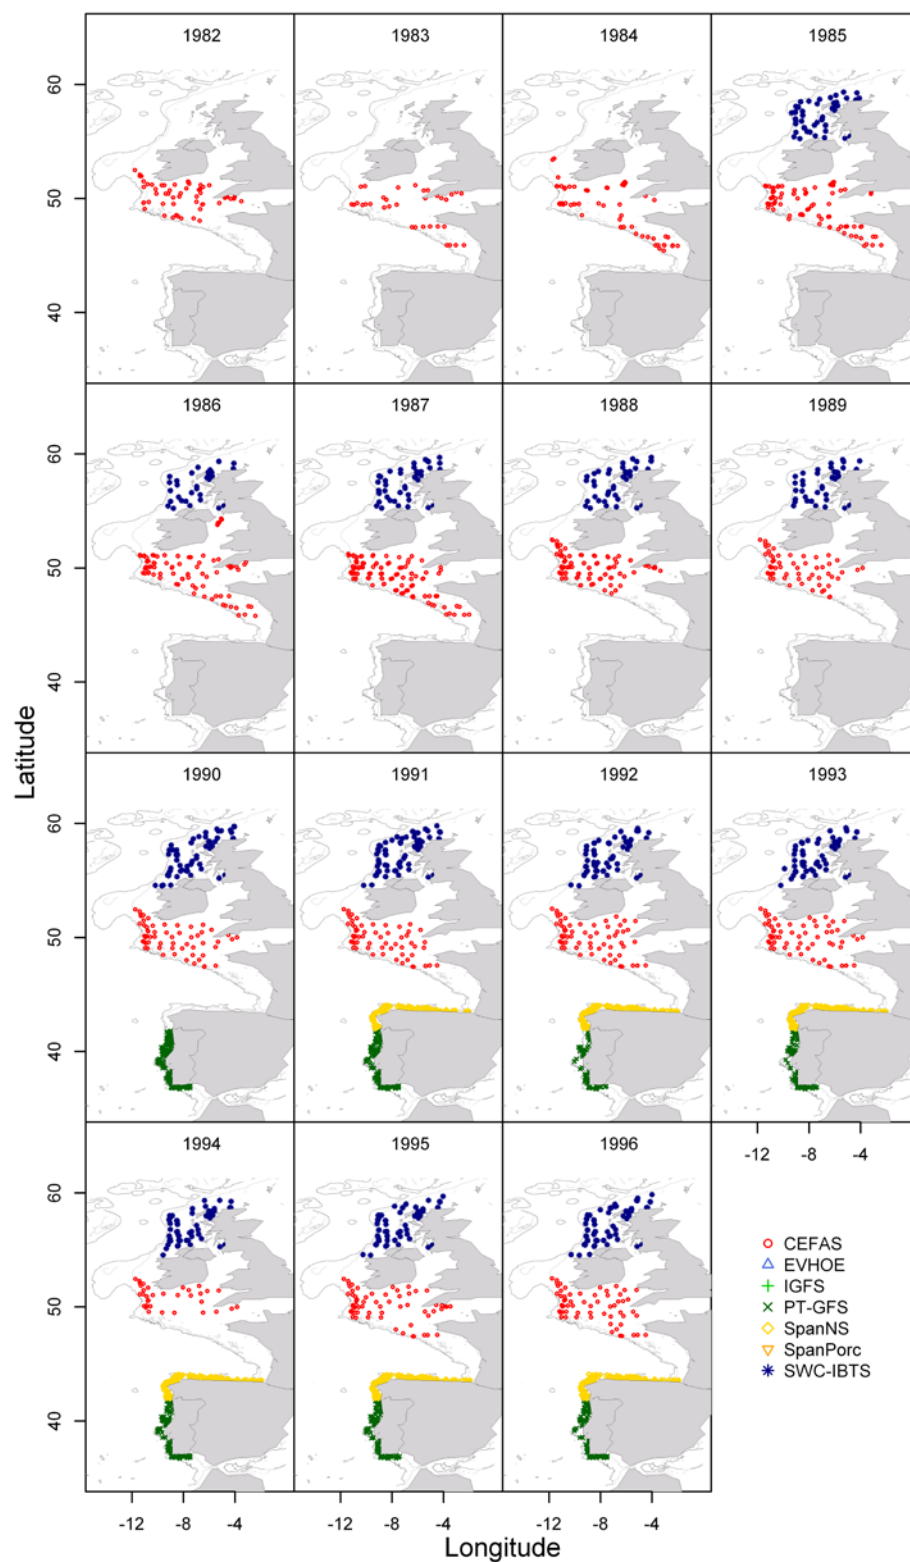 1982 1983 1984 1985
60
50
40
1986 1987 1988 1989
60
50
40
Latitude
1990 1991 1992 1993
60
50
40
-12 -8 -4
1994 1995 1996
60
50
40
CEFAS
EVHOE
IGFS
PT-GFS
SpanNS
SpanPorc
SWC-IBTS
-12 -8 -4 -12 -8 -4 -12 -8 -4
Longitude